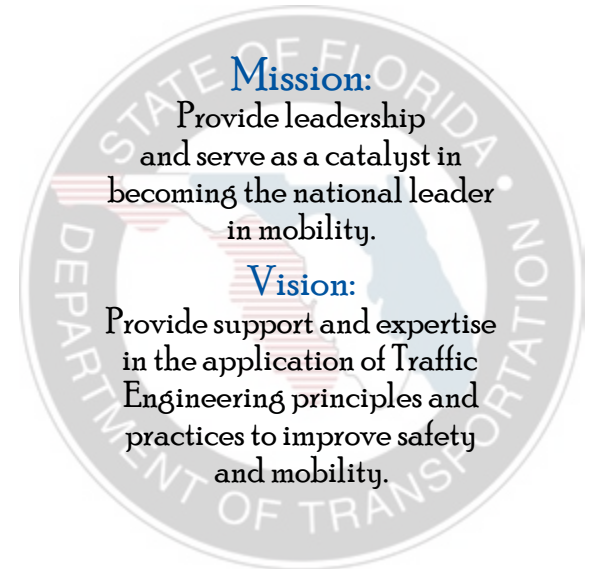 STATE OF FLORIDA
Mission:
Provide leadership
and serve as a catalyst in
becoming the national leader
in mobility.
Vision:
Provide support and expertise
in the application of Traffic
Engineering principles and
practices to improve safety
and mobility.
DEPARTMENT OF TRANSPORTATION